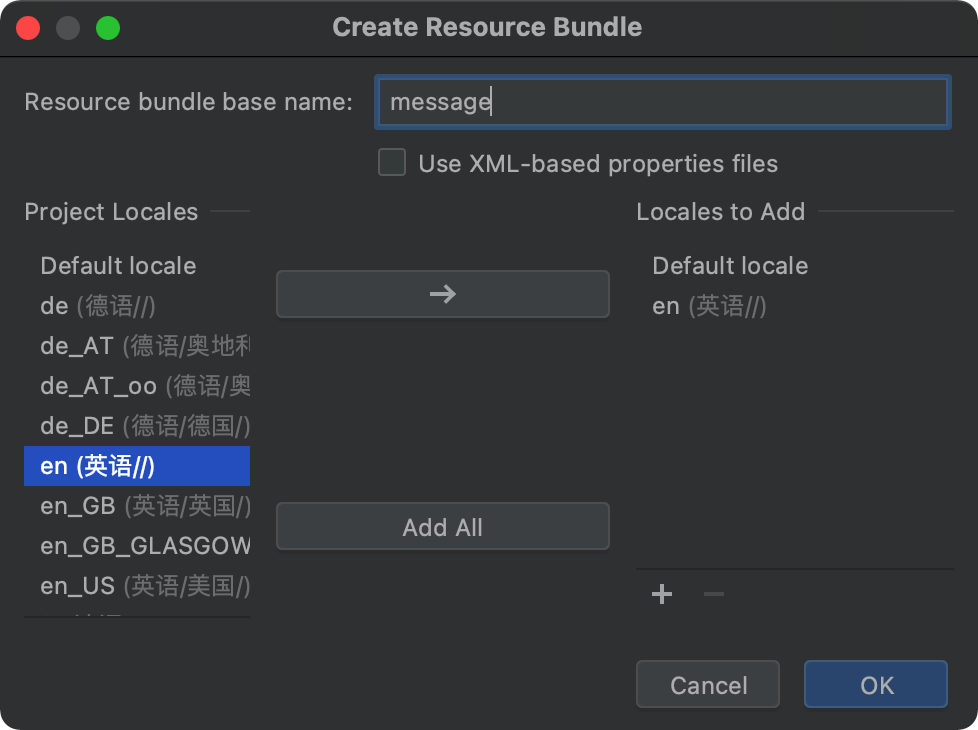 Create Resource Bundle
Resource bundle base name:
message
Use XML-based properties files
Project Locales
Default locale
de (德语//)
de_AT (德语/奥地利
de_AT_oo (德语/奥
de_DE (德语/德国/)
en (英语//)
en_GB (英语/英国/)
en_GB_GLASGOW
en_US (英语/美国/)
→
Add All
Locales to Add
Default locale
en (英语//)
Cancel
OK